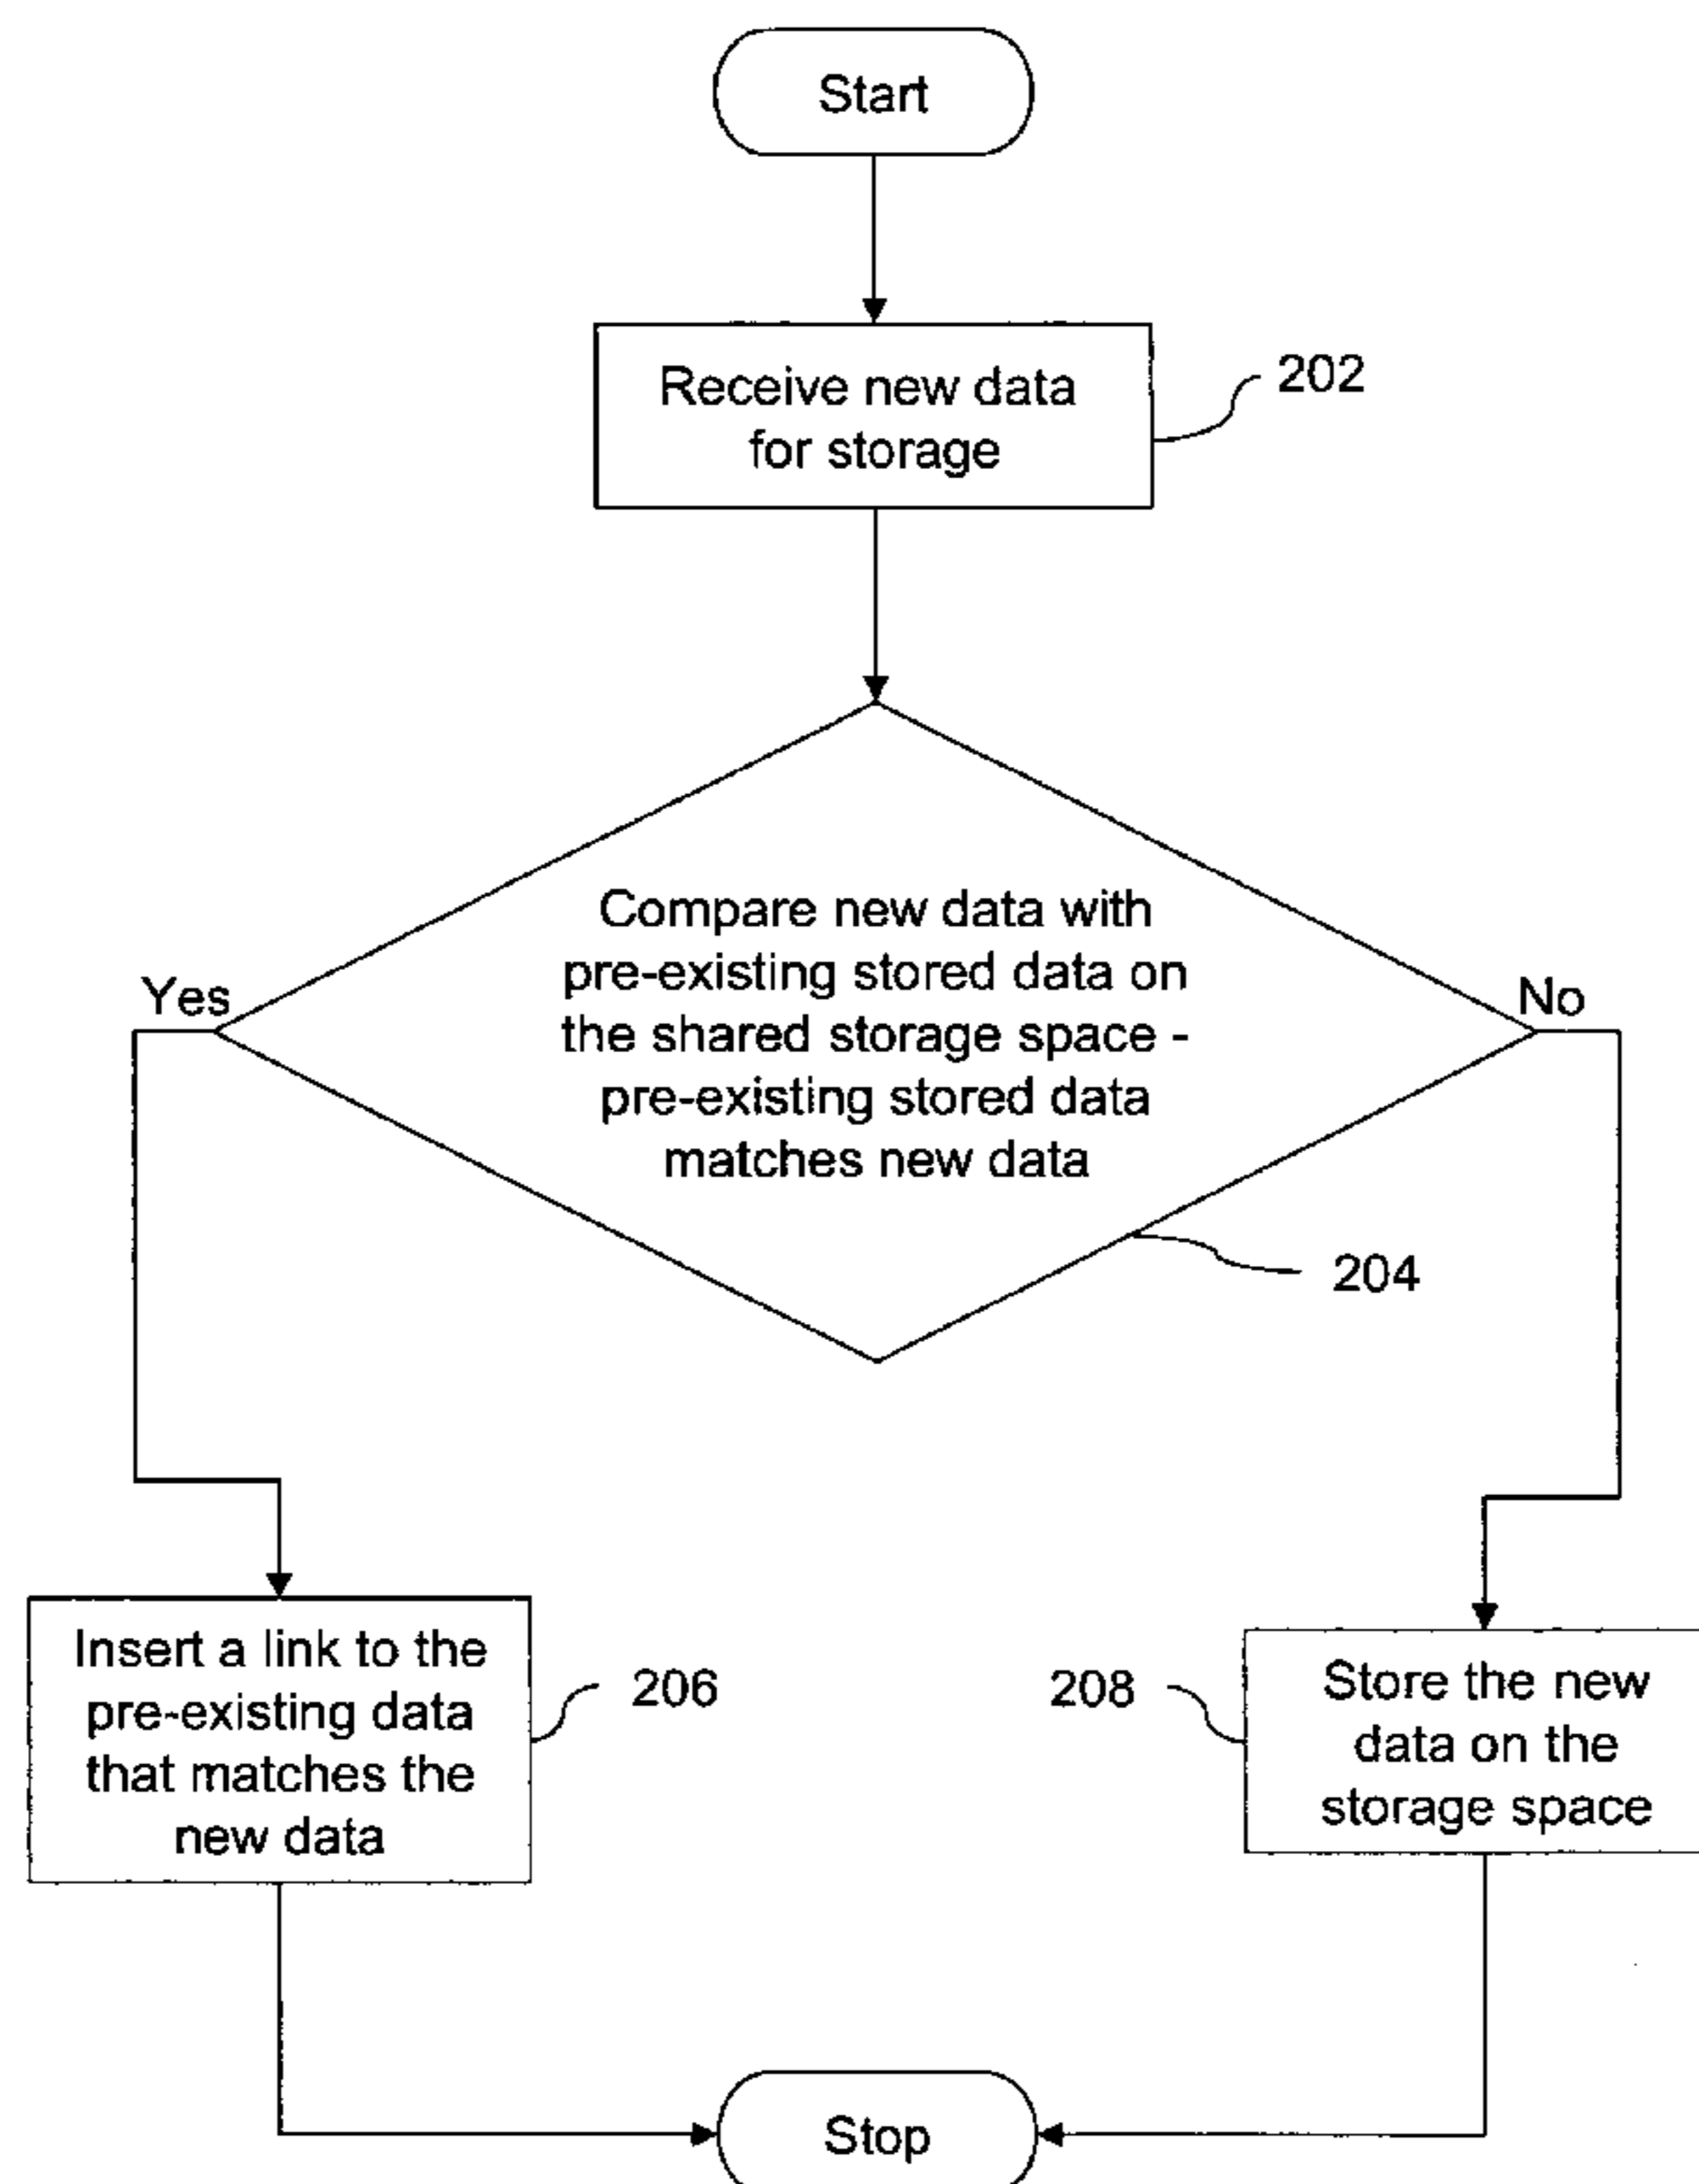 Start
Receive new data
for storage
202
Compare new data with
pre-existing stored data on
the shared storage space -
pre-existing stored data
matches new data
Yes
No
204
Insert a link to the
pre-existing data
that matches the
new data
206
208
Store the new
data on the
storage space
Stop